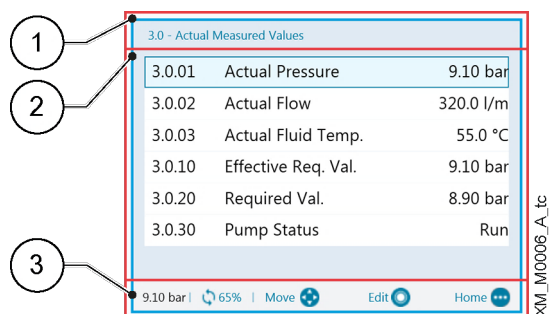 1
3.0 - Actual Measured Values
2
3.0.01 Actual Pressure 9.10 bar
3.0.02 Actual Flow 320.0 l/m
3.0.03 Actual Fluid Temp. 55.0 °C
3.0.10 Effective Req. Val. 9.10 bar
3.0.20 Required Val. 8.90 bar
3.0.30 Pump Status Run
3
9.10 bar | 65% | Move Edit Home
XM_M0006_A_tc